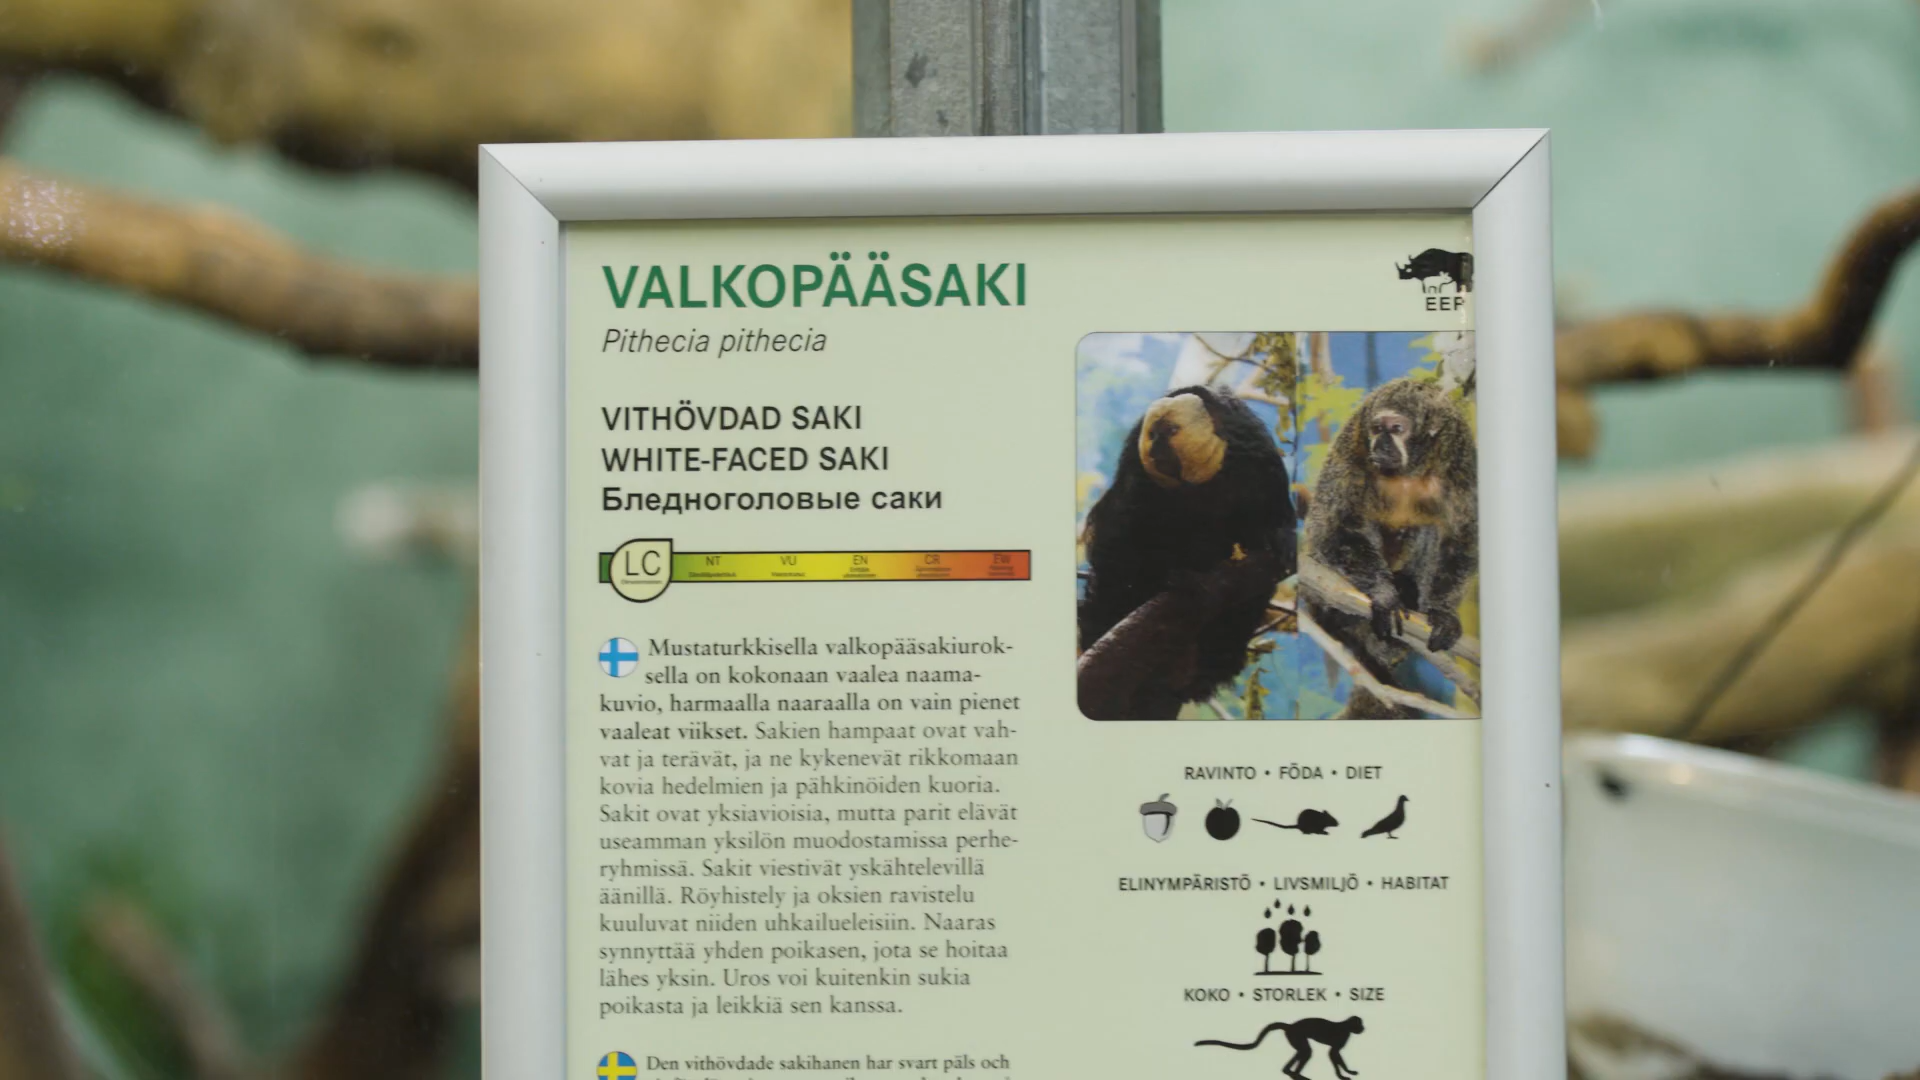 VALKOPÄÄSAKI
Pithecia pithecia
VITHÖVDAD SAKI
WHITE-FACED SAKI
Бледноголовые саки
LC NT VU EN CR EW
Mustaturkkisella valkopääsakiurok-
sella on kokonaan vaalea naama-
kuvio, harmaalla naaraalla on vain pienet
vaaleat viikset. Sakien hampaat ovat vah-
vat ja terävät, ja ne kykenevät rikkomaan
kovia hedelmien ja pähkinöiden kuoria.
Sakit ovat yksiavioisia, mutta parit elävät
useamman yksilön muodostamissa perhe-
ryhmissä. Sakit viestivät yskähtelevillä
äänillä. Röyhistely ja oksien ravistelu
kuuluvat niiden uhkailueleisiin. Naaras
synnyttää yhden poikasen, jota se hoitaa
lähes yksin. Uros voi kuitenkin sukia
poikasta ja leikkiä sen kanssa.
Den vithövdade sakihanen har svart päls och
EEP
RAVINTO • FÖDA • DIET
ELINYMPÄRISTÖ • LIVSMILJÖ • HABITAT
KOKO • STORLEK • SIZE